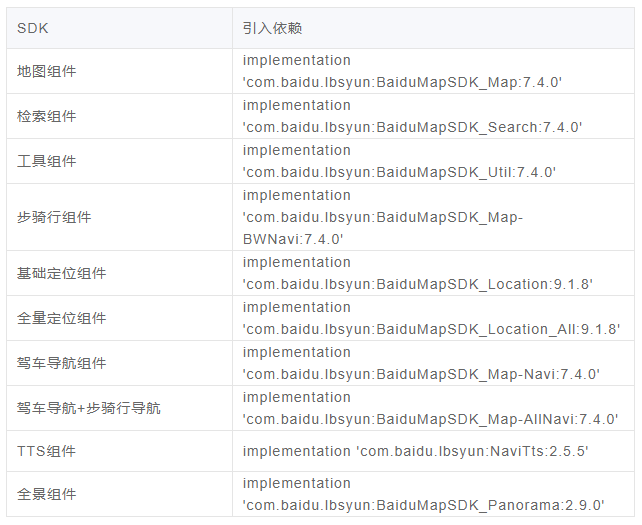 SDK
引入依赖
地图组件
implementation
'com.baidu.lbsyun:BaiduMapSDK_Map:7.4.0'
检索组件
implementation
'com.baidu.lbsyun:BaiduMapSDK_Search:7.4.0'
工具组件
implementation
'com.baidu.lbsyun:BaiduMapSDK_Util:7.4.0'
步骑行组件
implementation
'com.baidu.lbsyun:BaiduMapSDK_Map-
BWNavi:7.4.0'
基础定位组件
implementation
'com.baidu.lbsyun:BaiduMapSDK_Location:9.1.8'
全量定位组件
implementation
'com.baidu.lbsyun:BaiduMapSDK_Location_All:9.1.8'
驾车导航组件
implementation
'com.baidu.lbsyun:BaiduMapSDK_Map-Navi:7.4.0'
驾车导航+步骑行导航
implementation
'com.baidu.lbsyun:BaiduMapSDK_Map-AllNavi:7.4.0'
TTS组件
implementation 'com.baidu.lbsyun:NaviTts:2.5.5'
全景组件
implementation
'com.baidu.lbsyun:BaiduMapSDK_Panorama:2.9.0'